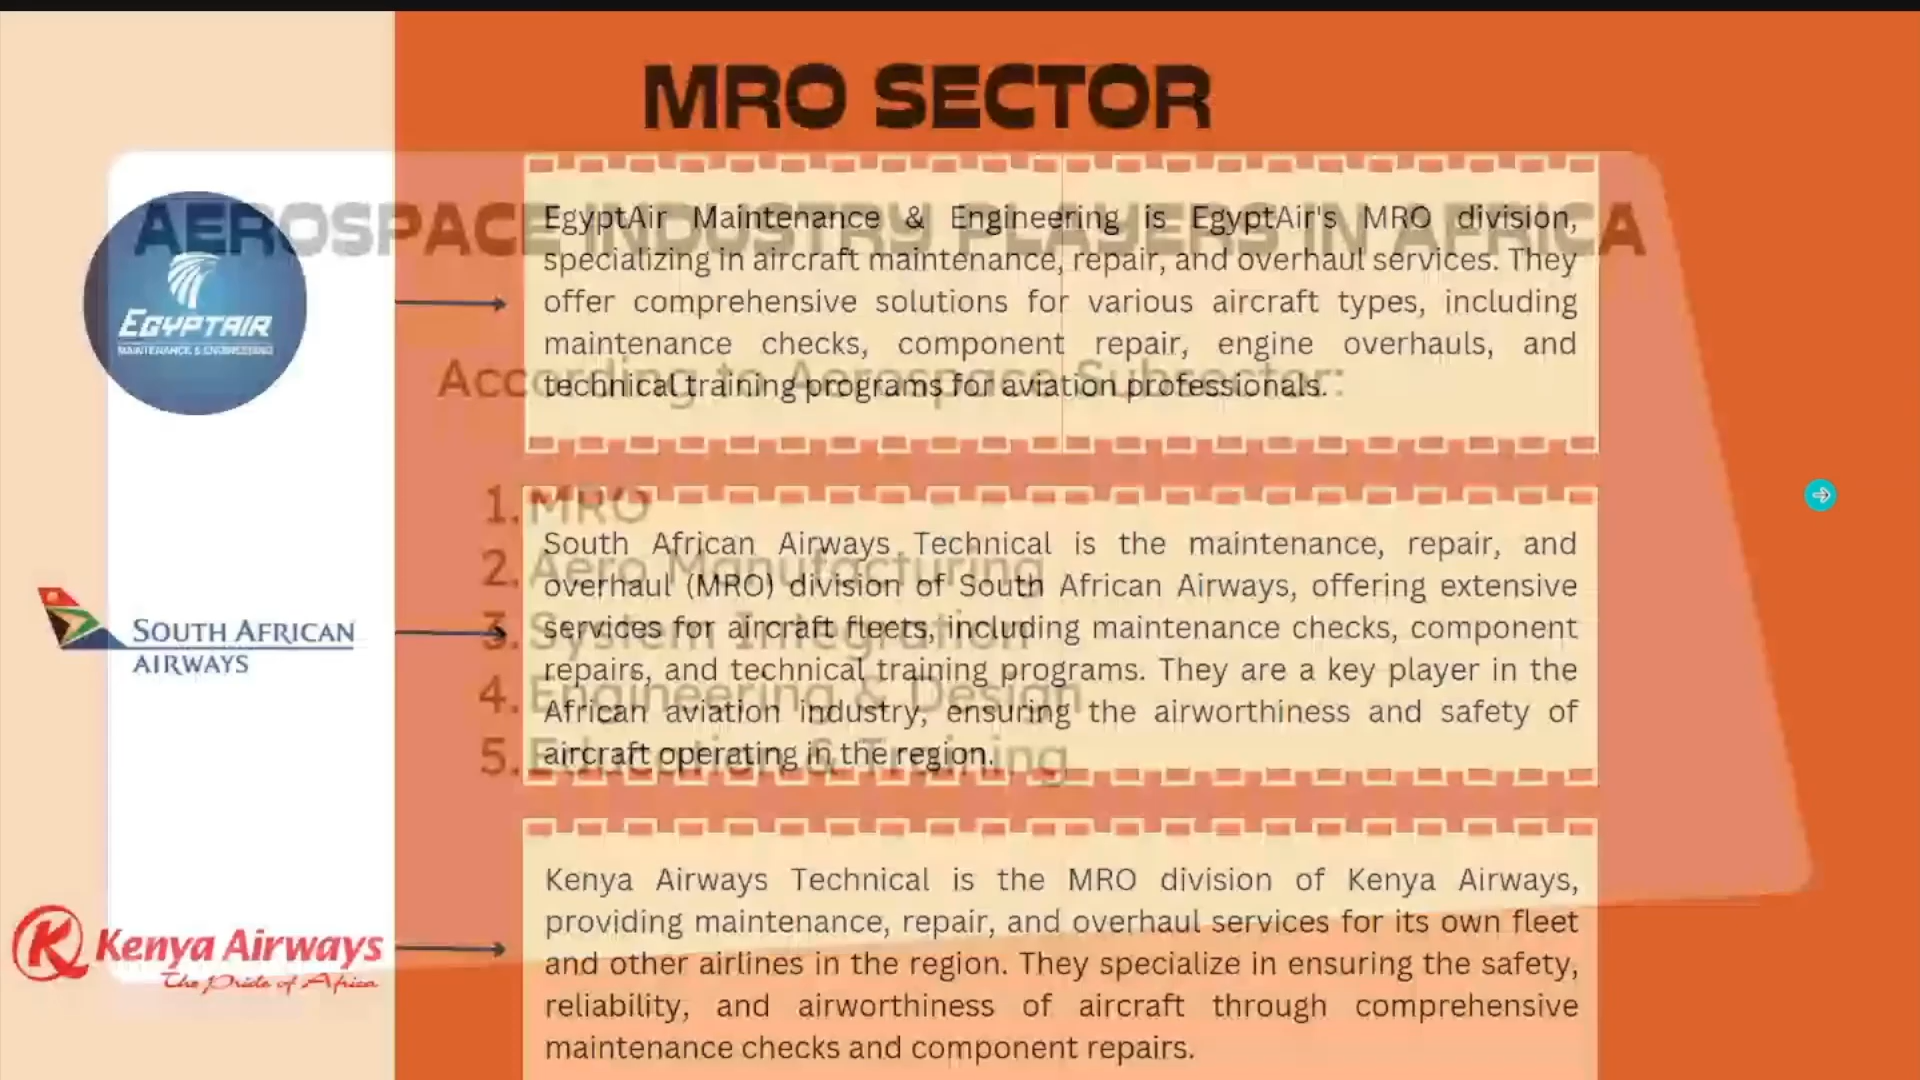 MRO SECTOR
AEROSPACE INDUSTRY PLAYERS IN AFRICA
EGYPTAIR
MAINTENANCE & ENGINEERING
EgyptAir Maintenance & Engineering is EgyptAir's MRO division,
specializing in aircraft maintenance, repair, and overhaul services. They
offer comprehensive solutions for various aircraft types, including
maintenance checks, component repair, engine overhauls, and
technical training programs for aviation professionals.
According to Aerospace Subsector:
1. MRO
2. Aero Manufacturing
3. System Integration
4. Engineering & Design
5. Education & Training
SOUTH AFRICAN
AIRWAYS
South African Airways Technical is the maintenance, repair, and
overhaul (MRO) division of South African Airways, offering extensive
services for aircraft fleets, including maintenance checks, component
repairs, and technical training programs. They are a key player in the
African aviation industry, ensuring the airworthiness and safety of
aircraft operating in the region.
Kenya Airways
The Pride of Africa
Kenya Airways Technical is the MRO division of Kenya Airways,
providing maintenance, repair, and overhaul services for its own fleet
and other airlines in the region. They specialize in ensuring the safety,
reliability, and airworthiness of aircraft through comprehensive
maintenance checks and component repairs.